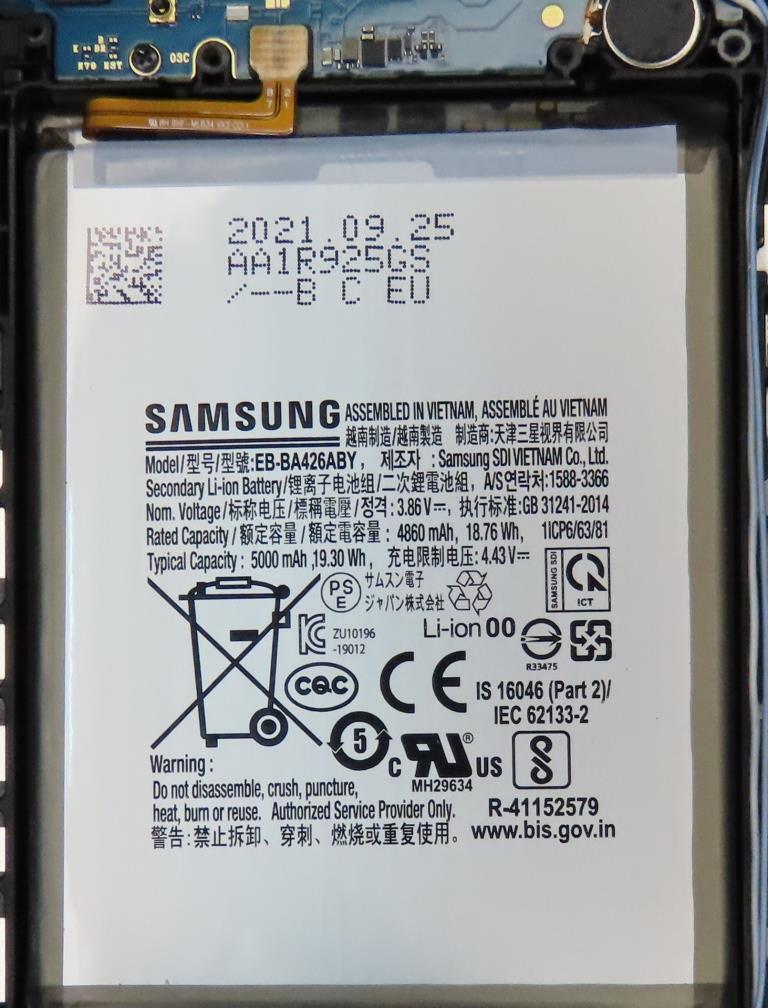 03C
2021.09.25
AA1R925GS
/--B C EU
SAMSUNG ASSEMBLED IN VIETNAM, ASSEMBLÉ AU VIETNAM
越南制造/越南製造 制造商:天津三星视界有限公司
Model/型号/型號:EB-BA426ABY, 제조자 : Samsung SDI VIETNAM Co., Ltd.
Secondary Li-ion Battery/锂离子电池组/二次鋰電池組, A/S연락처:1588-3366
Nom. Voltage/标称电压/標稱電壓/정격: 3.86V⎓, 执行标准:GB 31241-2014
Rated Capacity / 额定容量 / 額定電容量 : 4860 mAh, 18.76 Wh, 1ICP6/63/81
Typical Capacity : 5000 mAh ,19.30 Wh, 充电限制电压: 4.43V⎓
PS E サムスン電子
ジャパン株式会社
SAMSUNG SDI
ICT
ZU10196
-19012
Li-ion 00
R33475
CQC
CE
IS 16046 (Part 2)/
IEC 62133-2
5
C RU® US
MH29634
Warning :
Do not disassemble, crush, puncture,
heat, burn or reuse. Authorized Service Provider Only.
警告:禁止拆卸、穿刺、燃烧或重复使用。
R-41152579
www.bis.gov.in